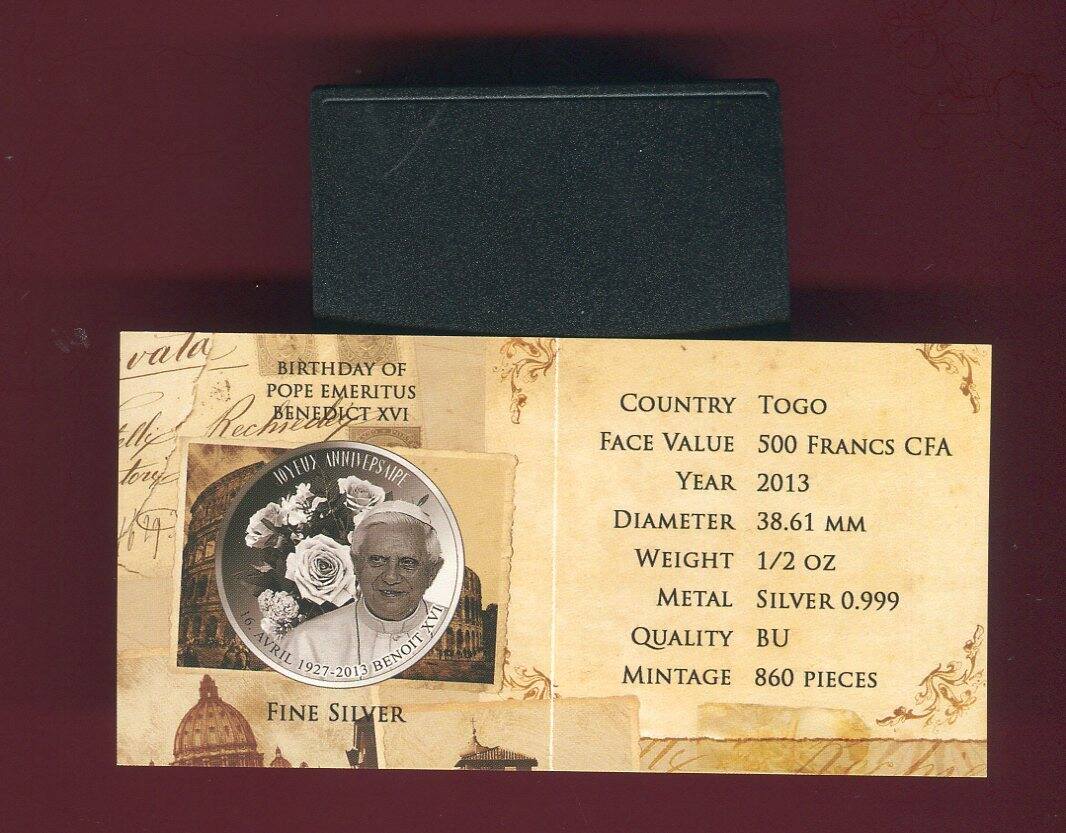 vala
BIRTHDAY OF
POPE EMERITUS
BENEDICT XVI
JOYEUX ANNIVERSAIRE
16. AVRIL 1927-2013 BENOIT XVI
FINE SILVER
COUNTRY TOGO
FACE VALUE 500 FRANCS CFA
YEAR 2013
DIAMETER 38.61 MM
WEIGHT 1/2 OZ
METAL SILVER 0.999
QUALITY BU
MINTAGE 860 PIECES